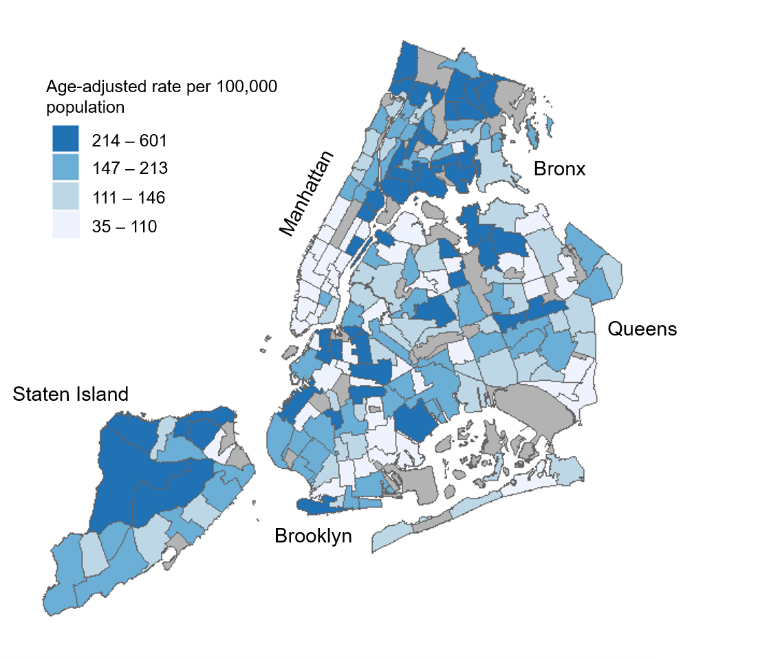 Age-adjusted rate per 100,000
population
214 – 601
147 – 213
111 – 146
35 – 110
Manhattan
Bronx
Queens
Staten Island
Brooklyn